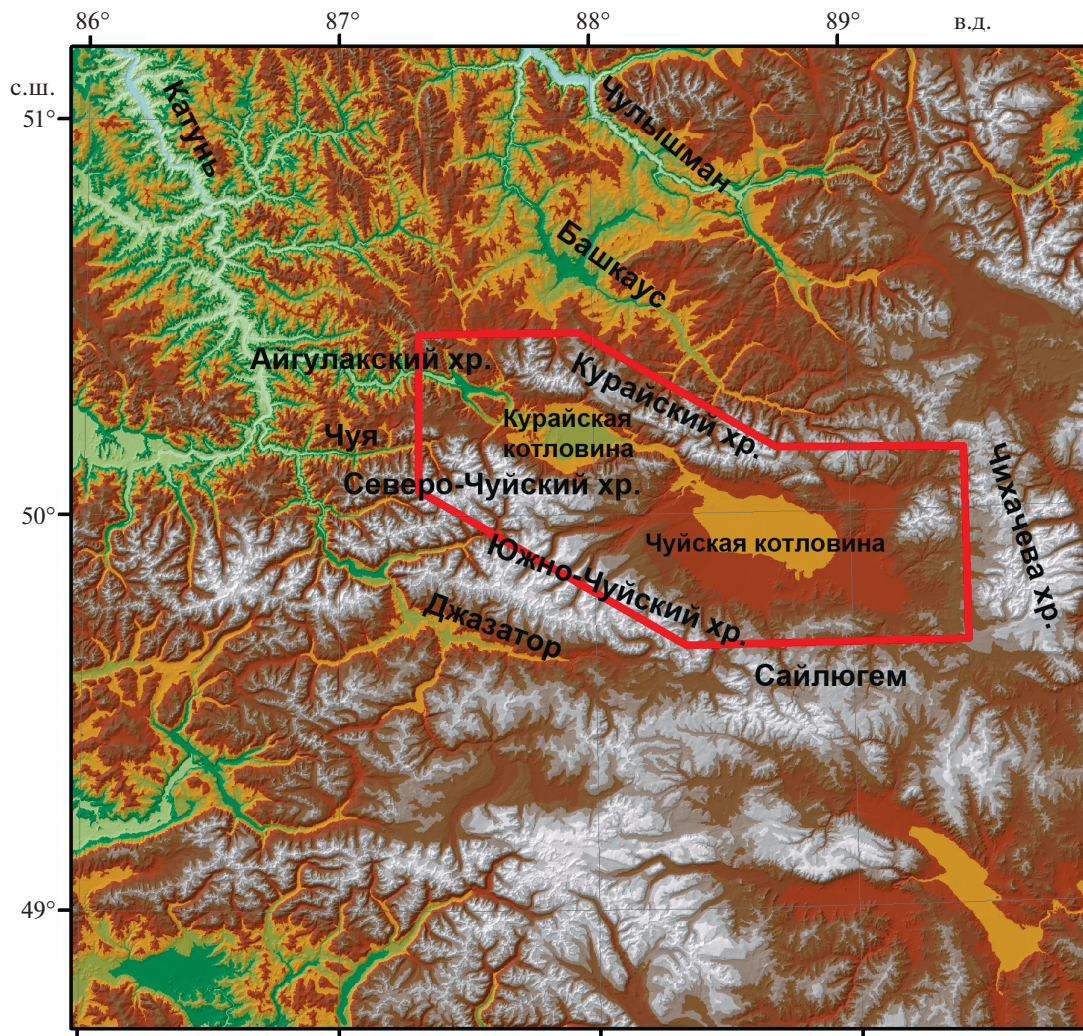 86°
87°
88°
89°
в.д.
с.ш.
51°
Катунь
Чулышман
Башкаус
Айгулакский хр.
Курайский хр.
Курайская
котловина
Чуя
Северо-Чуйский хр.
Чихачева хр.
50°
Чуйская котловина
Южно-Чуйский хр.
Джазатор
Сайлюгем
49°